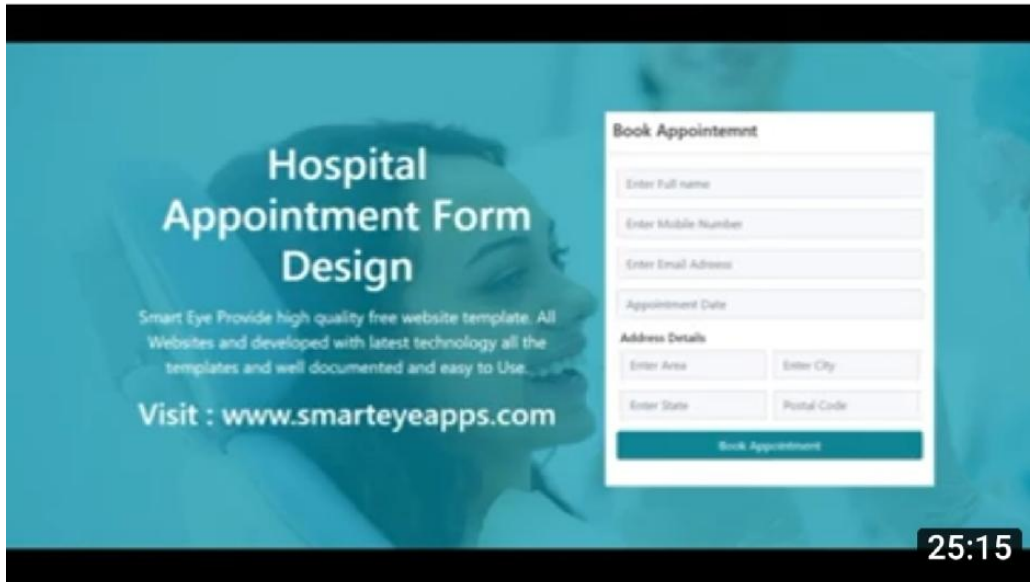 Hospital
Appointment Form
Design
Smart Eye Provide high quality free website template. All
Websites and developed with latest technology all the
templates and well documented and easy to Use.
Visit : www.smarteyeapps.com
Book Appointemnt
Enter Full name
Enter Mobile Number
Enter Email Adreess
Appointment Date
Address Details
Enter Area
Enter City
Enter State
Postal Code
Book Appointment
25:15